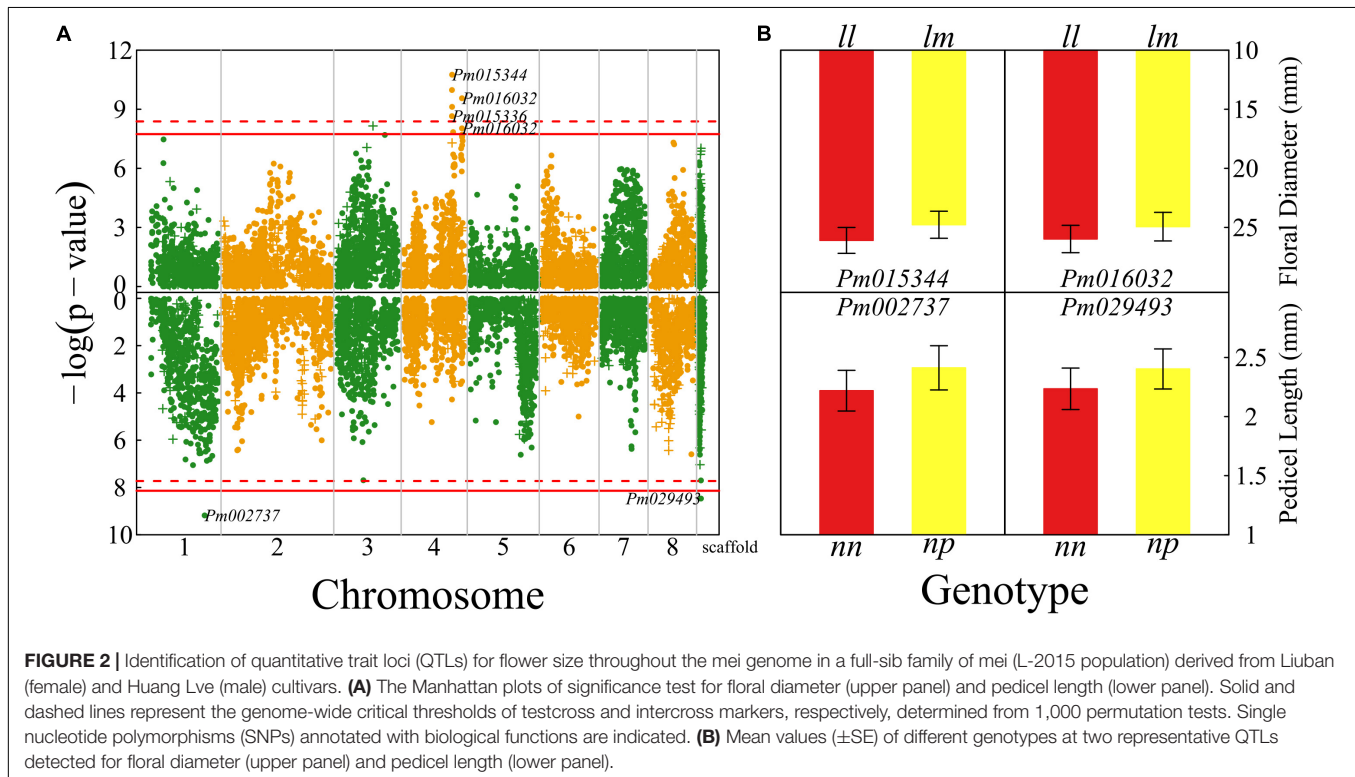 A
12
9
6
3
0
0
2
4
6
8
10
−log(p − value)
Pm015344
Pm016032
Pm015336
Pm016032
Pm029493
Pm002737
1 2 3 4 5 6 7 8 scaffold
Chromosome
B
ll lm ll lm
10
15
20
25
Floral Diameter (mm)
Pm015344 Pm016032
Pm002737 Pm029493
2.5
2
1.5
1
Pedicel Length (mm)
nn np nn np
Genotype
FIGURE 2 | Identification of quantitative trait loci (QTLs) for flower size throughout the mei genome in a full-sib family of mei (L-2015 population) derived from Liuban
(female) and Huang Lve (male) cultivars. (A) The Manhattan plots of significance test for floral diameter (upper panel) and pedicel length (lower panel). Solid and
dashed lines represent the genome-wide critical thresholds of testcross and intercross markers, respectively, determined from 1,000 permutation tests. Single
nucleotide polymorphisms (SNPs) annotated with biological functions are indicated. (B) Mean values (±SE) of different genotypes at two representative QTLs
detected for floral diameter (upper panel) and pedicel length (lower panel).